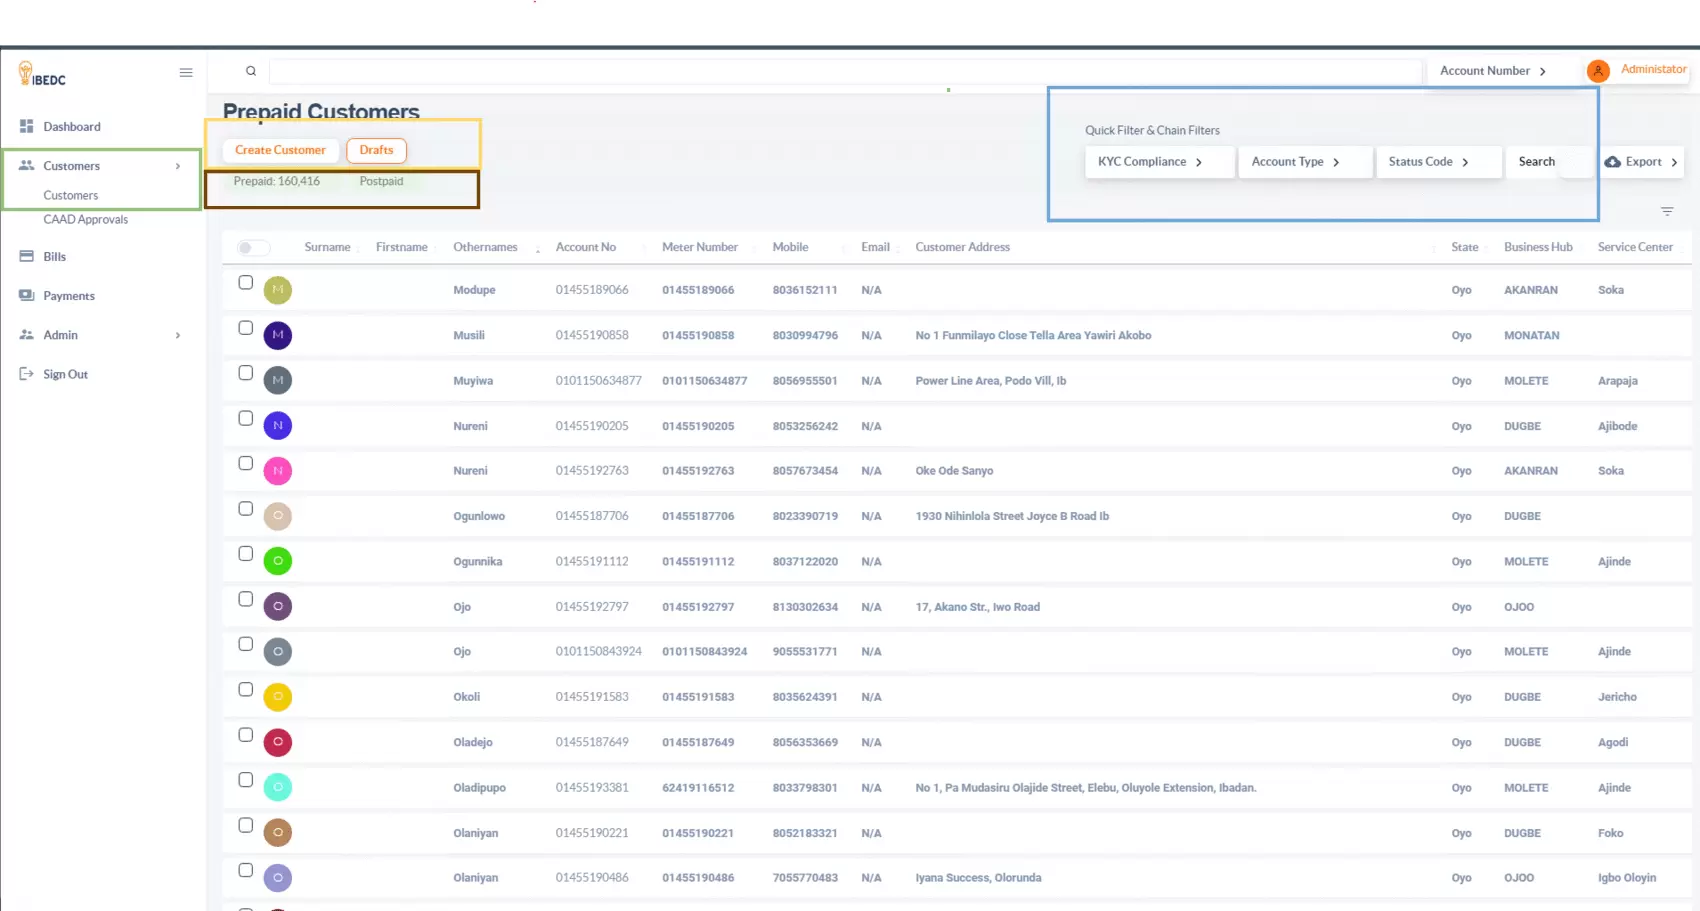 IBEDC
Account Number
Administator
Prepaid Customers
Dashboard
Customers
Customers
CAAD Approvals
Bills
Payments
Admin
Sign Out
Create Customer Drafts
Prepaid: 160,416 Postpaid
Quick Filter & Chain Filters
KYC Compliance Account Type Status Code Search Export
Surname Firstname Othernames Account No Meter Number Mobile Email Customer Address State Business Hub Service Center
M Modupe 01455189066 01455189066 8036152111 N/A Oyo AKANRAN Soka
M Musili 01455190858 01455190858 8030994796 N/A No 1 Funmilayo Close Tella Area Yawiri Akobo Oyo MONATAN
M Muyiwa 0101150634877 0101150634877 8056955501 N/A Power Line Area, Podo Vill, Ib Oyo MOLETE Arapaja
N Nureni 01455190205 01455190205 8053256242 N/A Oyo DUGBE Ajibode
N Nureni 01455192763 01455192763 8057673454 N/A Oke Ode Sanyo Oyo AKANRAN Soka
O Ogunlowo 01455187706 01455187706 8023390719 N/A 1930 Nihinlola Street Joyce B Road Ib Oyo DUGBE
O Ogunnika 01455191112 01455191112 8037122020 N/A Oyo MOLETE Ajinde
O Ojo 01455192797 01455192797 8130302634 N/A 17, Akano Str., Iwo Road Oyo OJOO
O Ojo 0101150843924 0101150843924 9055531771 N/A Oyo MOLETE Ajinde
O Okoli 01455191583 01455191583 8035624391 N/A Oyo DUGBE Jericho
O Oladejo 01455187649 01455187649 8056353669 N/A Oyo DUGBE Agodi
O Oladipupo 01455193381 62419116512 8033798301 N/A No 1, Pa Mudasiru Olajide Street, Elebu, Oluyole Extension, Ibadan. Oyo MOLETE Ajinde
O Olaniyan 01455190221 01455190221 8052183321 N/A Oyo DUGBE Foko
O Olaniyan 01455190486 01455190486 7055770483 N/A Iyana Success, Olorunda Oyo OJOO Igbo Oloyin